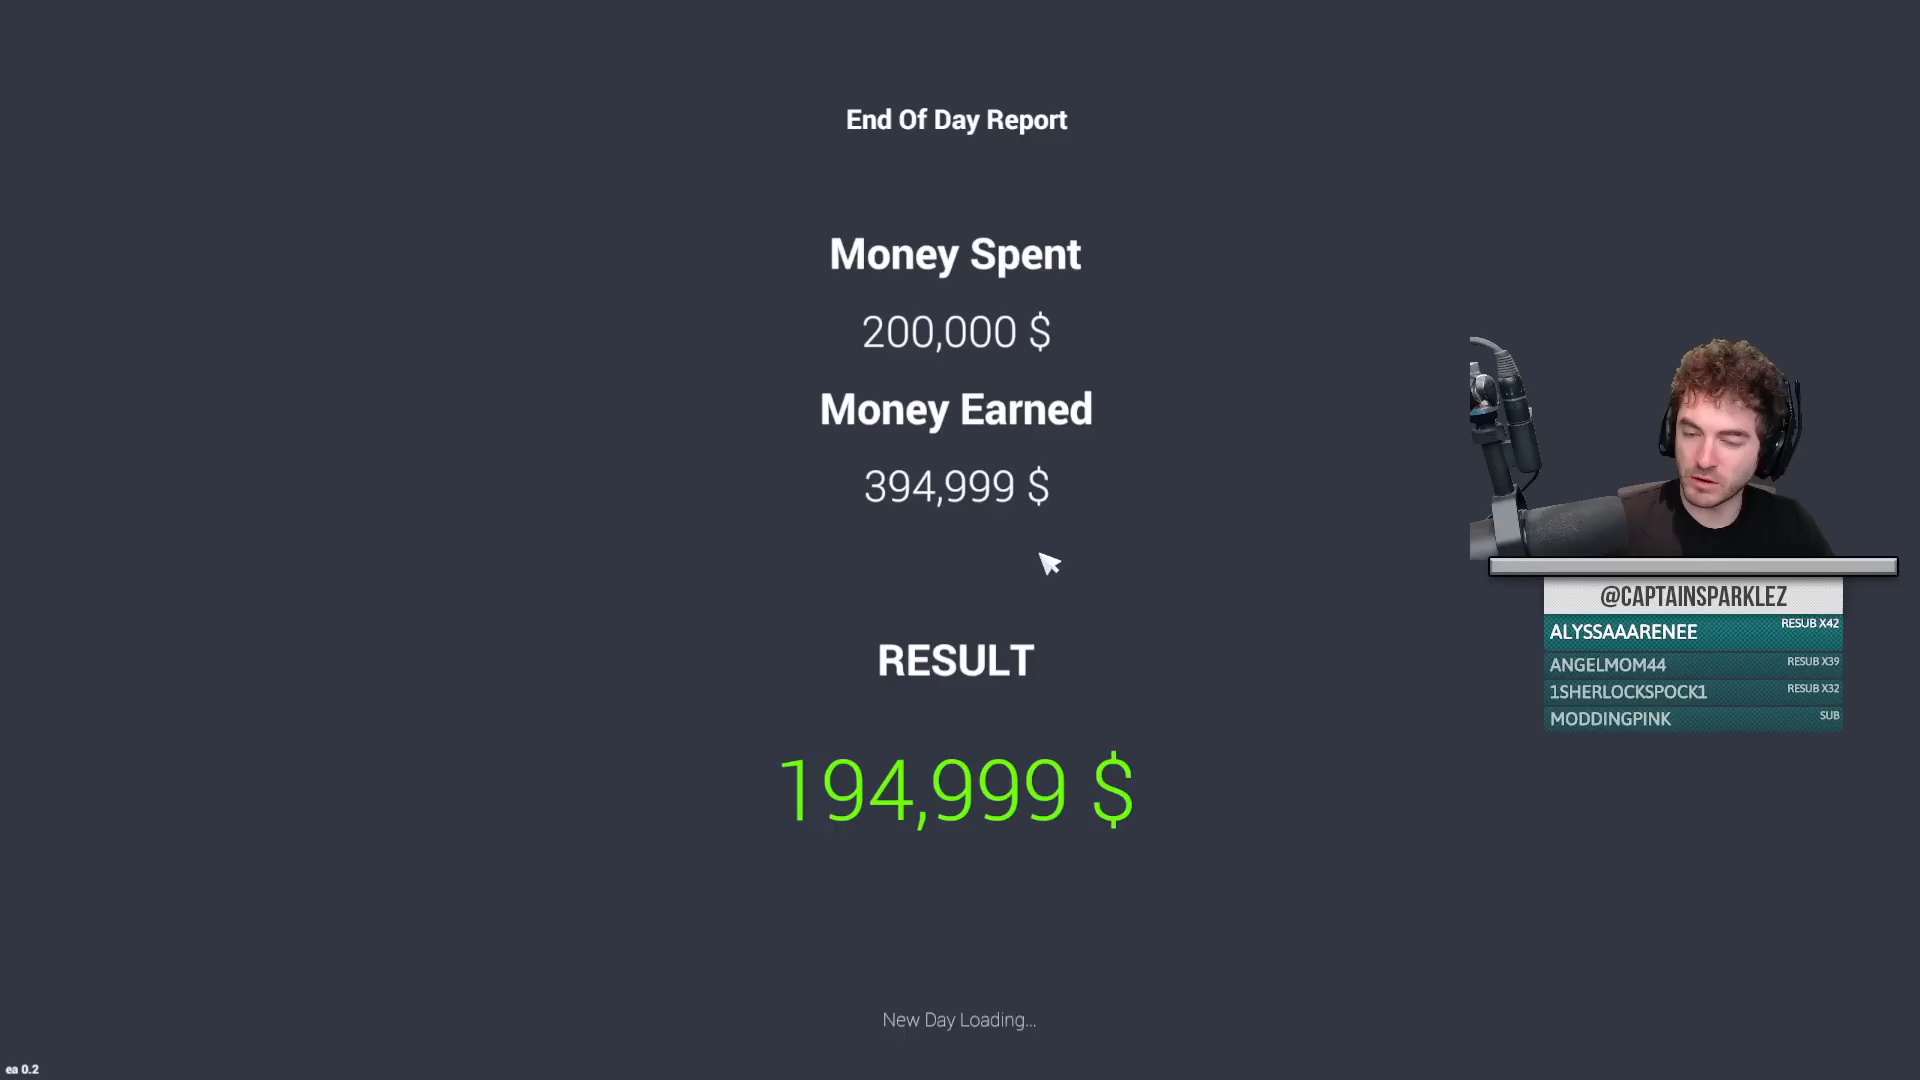 End Of Day Report
Money Spent
200,000 $
Money Earned
394,999 $
RESULT
194,999 $
New Day Loading...
ea 0.2
@CAPTAINSPARKLEZ
ALYSSAAARENEE RESUB X42
ANGELMOM44 RESUB X39
1SHERLOCKSPOCK1 RESUB X32
MODDINGPINK SUB